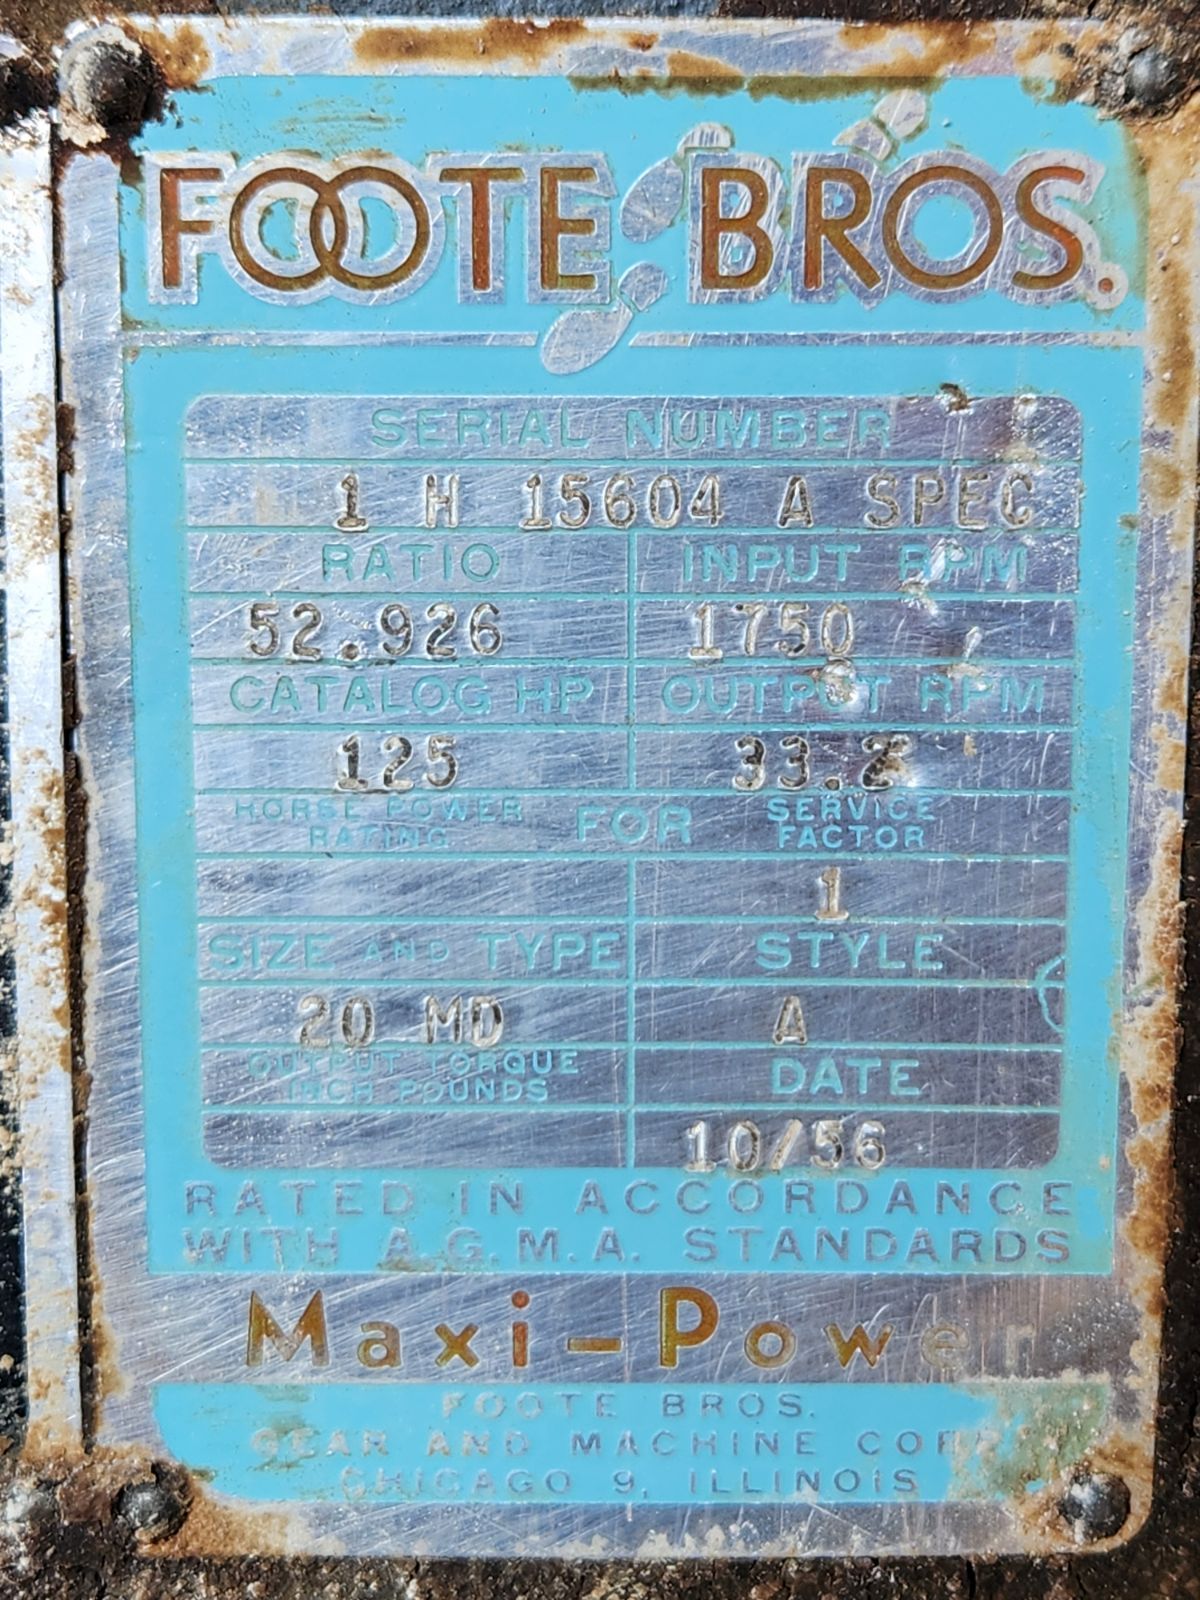 FOOTE BROS.
SERIAL NUMBER
1 H 15604 A SPEC
RATIO INPUT RPM
52.926 1750
CATALOG HP OUTPUT RPM
125 33.2
HORSE POWER RATING FOR SERVICE FACTOR
1
SIZE AND TYPE STYLE
20 MD A
OUTPUT TORQUE INCH POUNDS DATE
10/56
RATED IN ACCORDANCE
WITH A.G.M.A. STANDARDS
Maxi-Power
FOOTE BROS.
GEAR AND MACHINE CORP.
CHICAGO 9, ILLINOIS